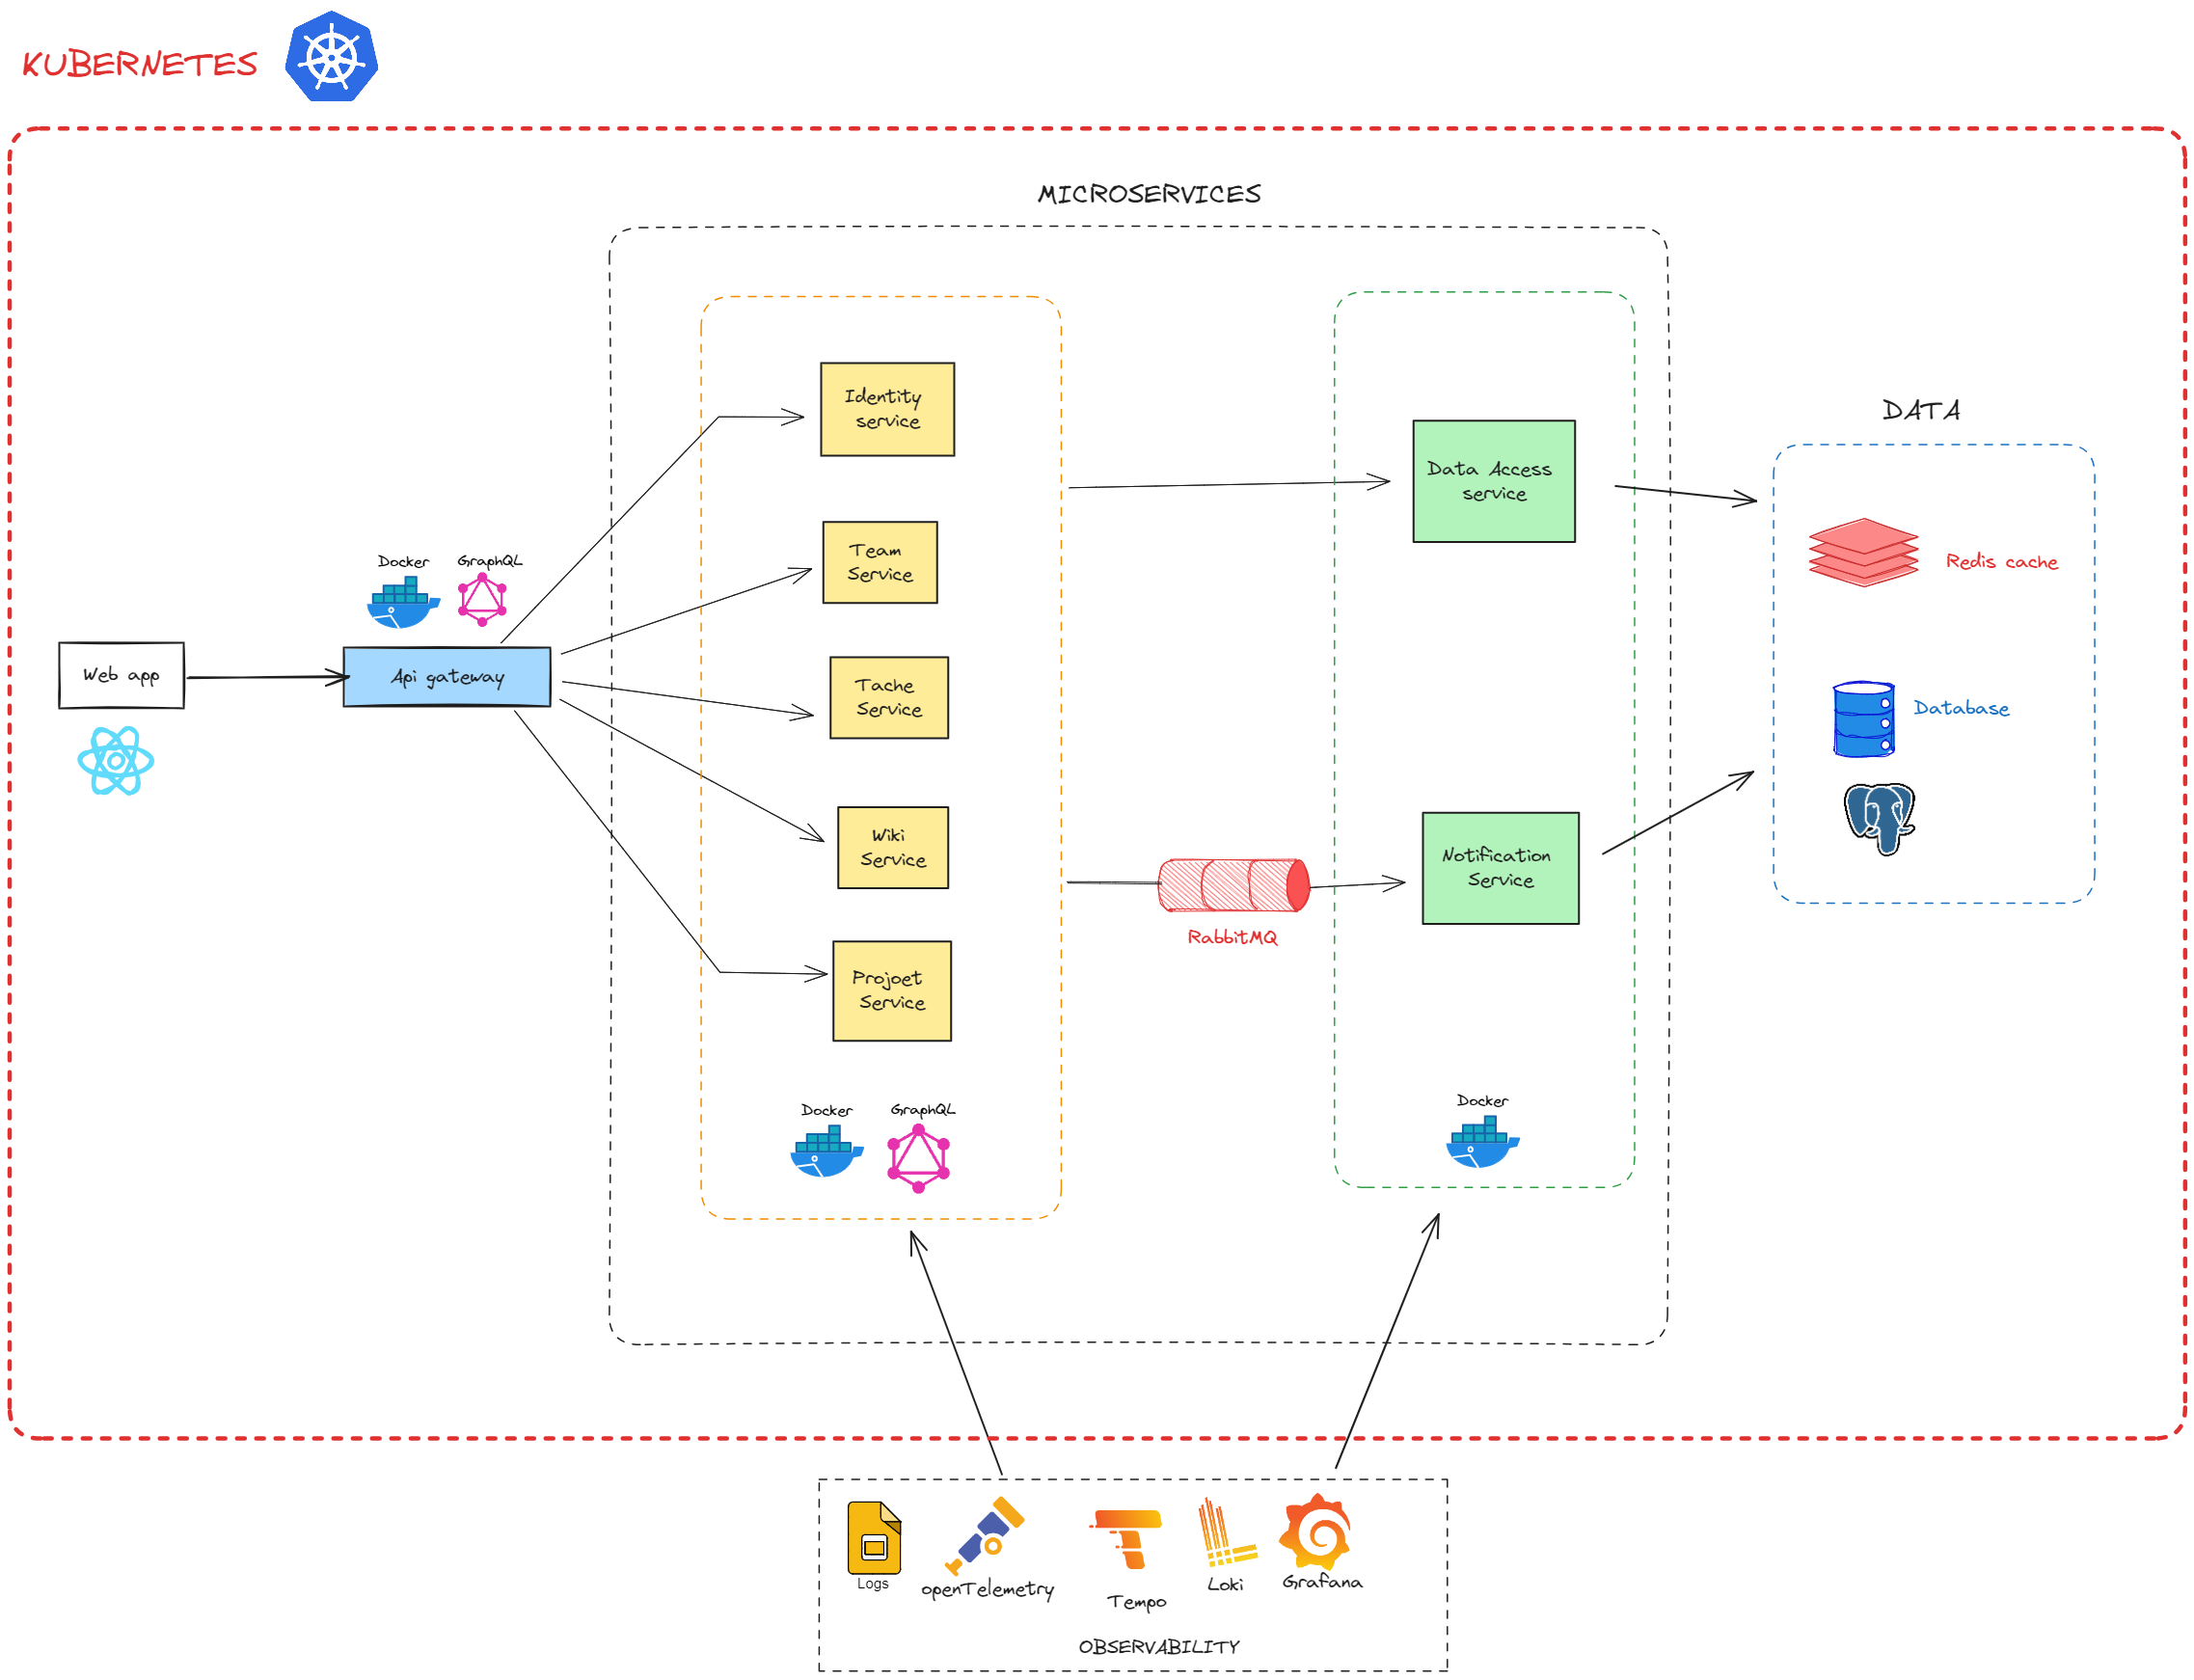 KUBERNETES
MICROSERVICES
Identity
service
Data Access
service
DATA
Redis cache
Team
Service
Docker
GraphQL
Web app
Api gateway
Tache
Service
Database
Wiki
Service
RabbitMQ
Notification
Service
Projoet
Service
Docker
GraphQL
Docker
Logs
openTelemetry
Tempo
Loki
Grafana
OBSERVABILITY